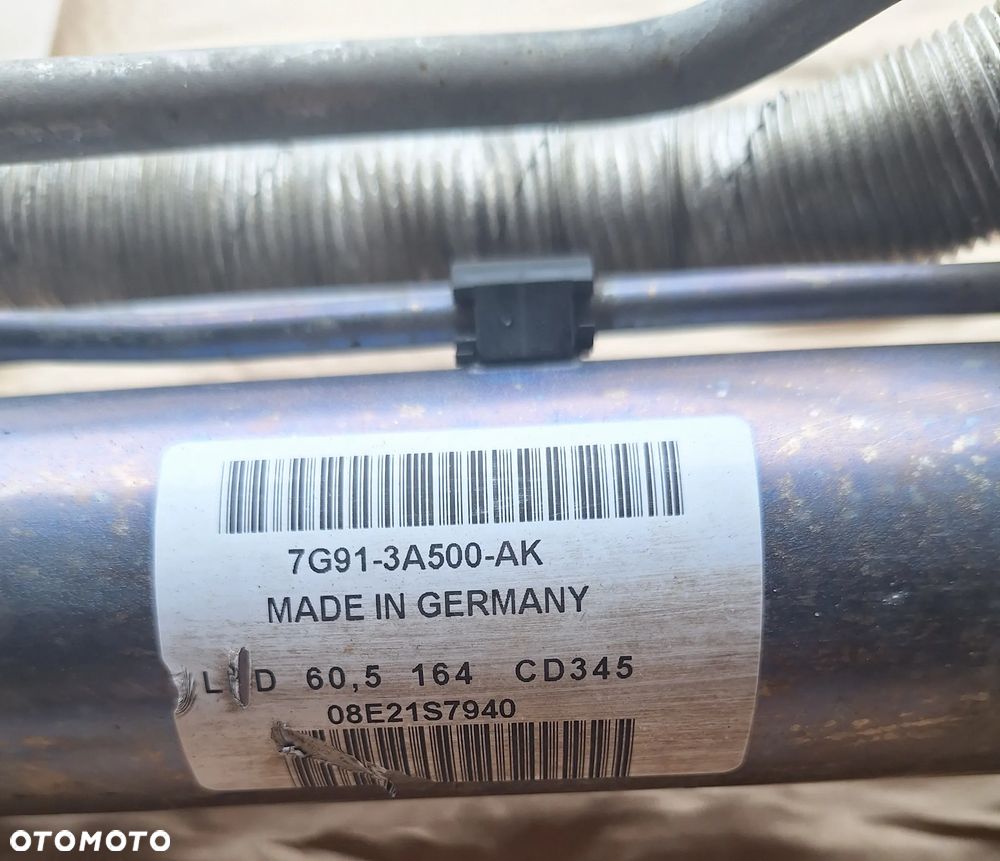 7G91-3A500-AK
MADE IN GERMANY
D 60,5 164 CD345
08E21S7940
OTOMOTO